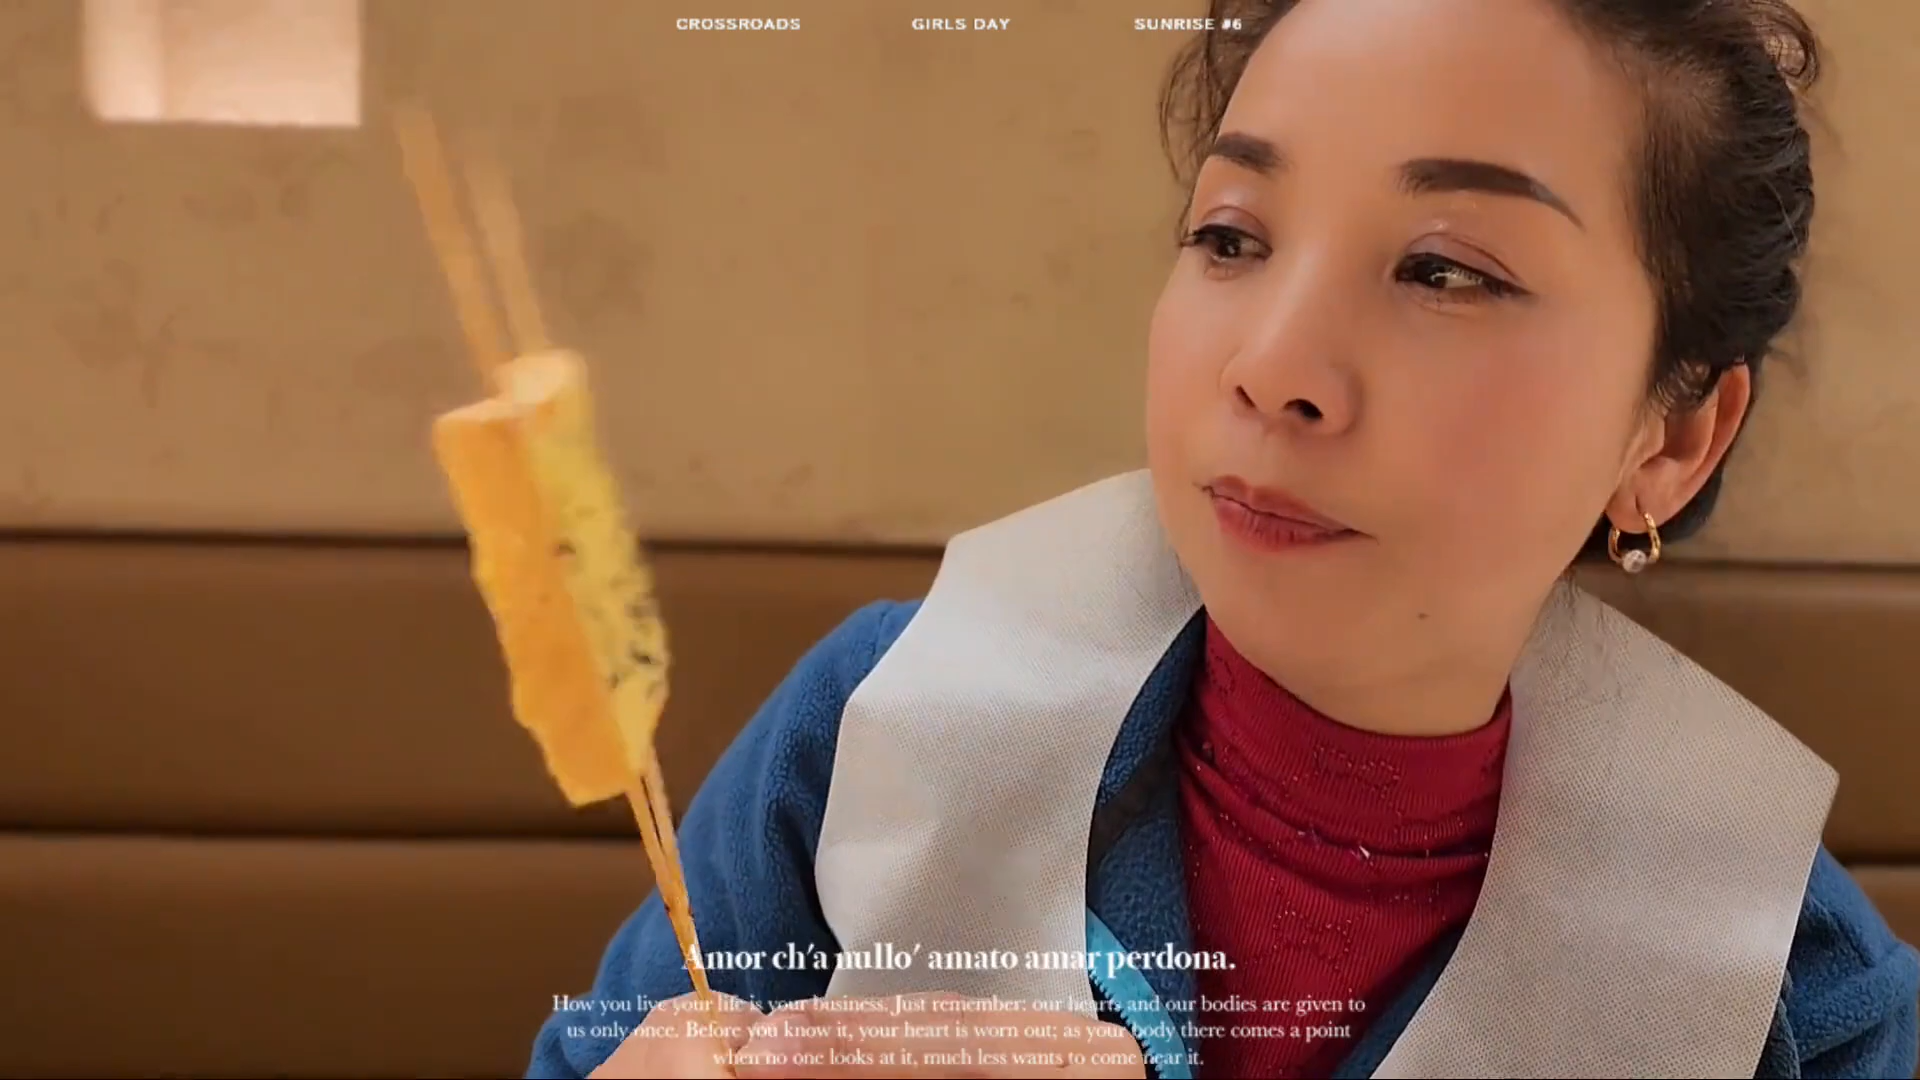 CROSSROADS GIRLS DAY SUNRISE #6
Amor ch'a nullo' amato amar perdona.
How you live your life is your business. Just remember: our hearts and our bodies are given to
us only once. Before you know it, your heart is worn out; as your body there comes a point
when no one looks at it, much less wants to come near it.